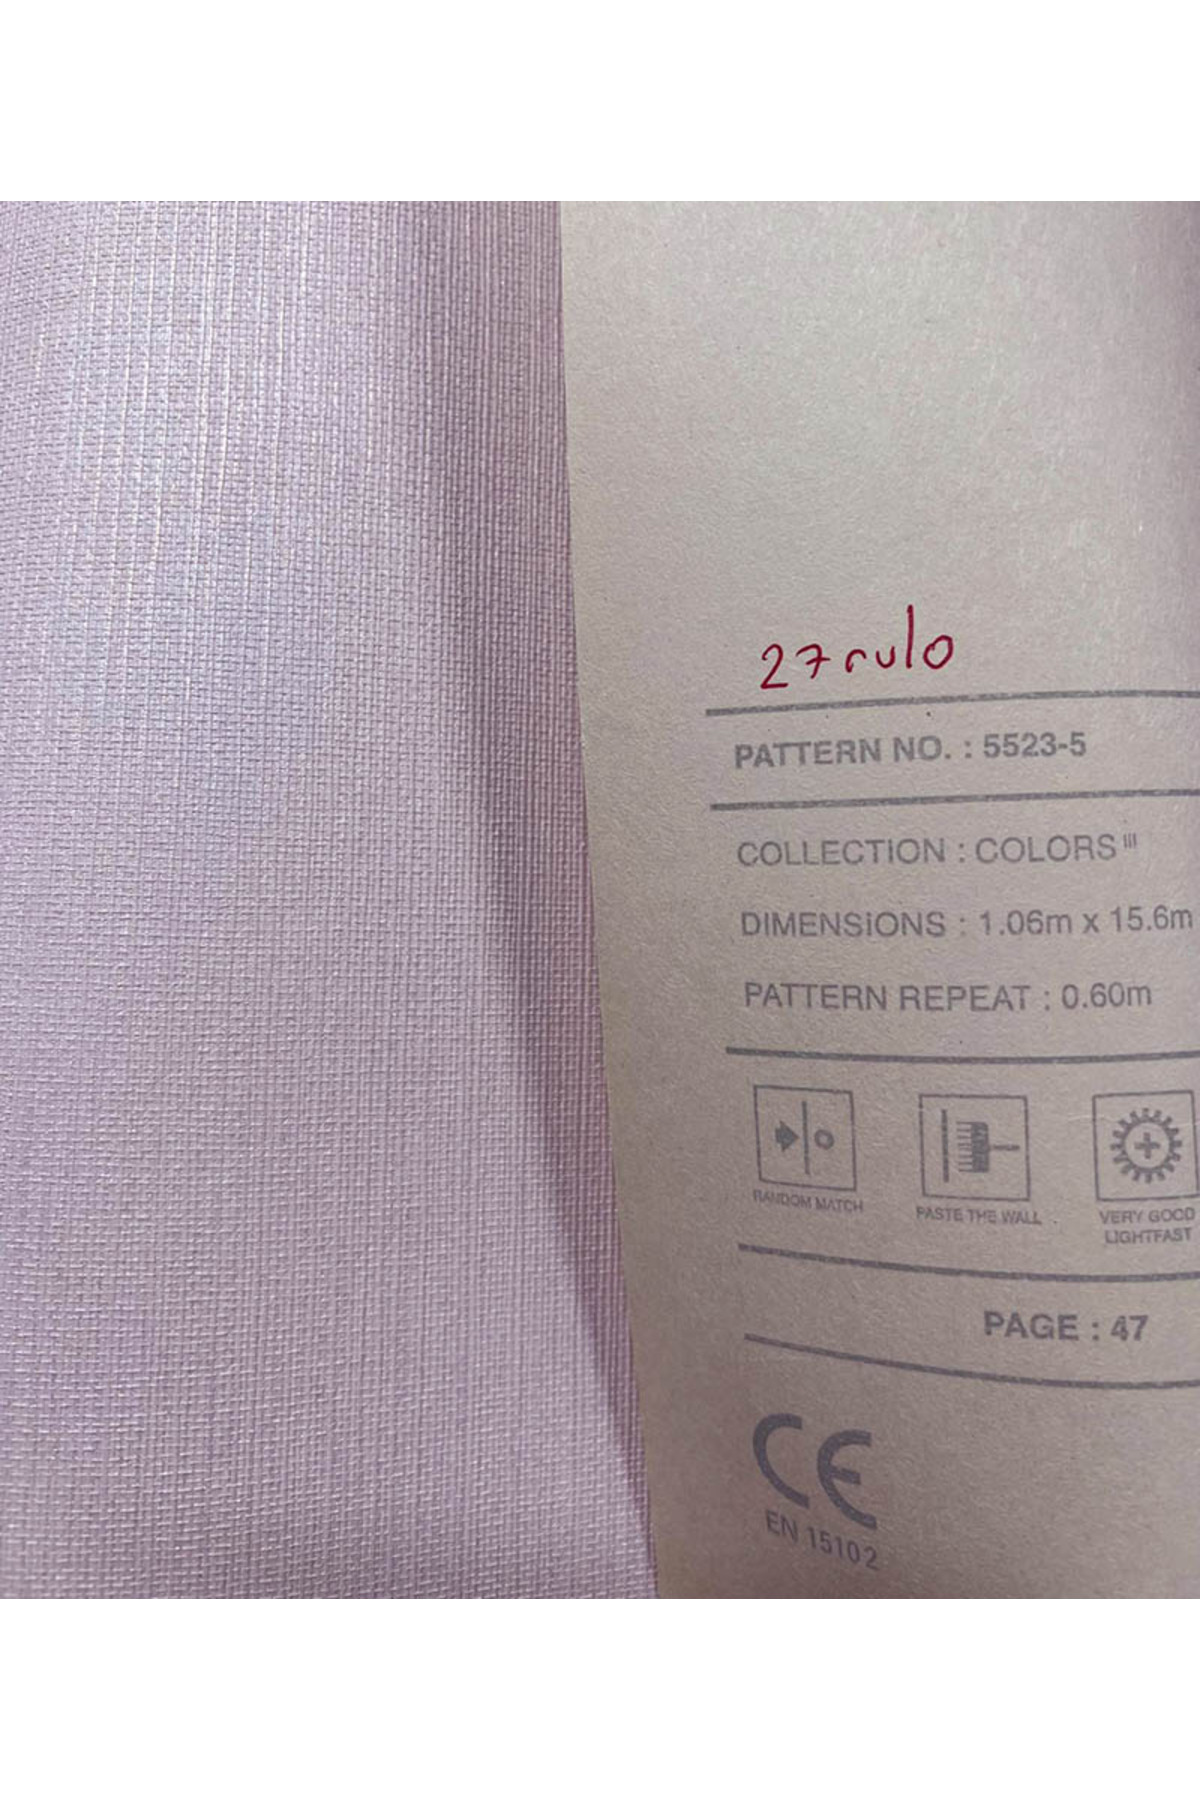 27 rulo
PATTERN NO. : 5523-5
COLLECTION : COLORS III
DIMENSiONS : 1.06m x 15.6m
PATTERN REPEAT : 0.60m
RANDOM MATCH
PASTE THE WALL
VERY GOOD
LIGHTFAST
PAGE : 47
CE
EN 15102